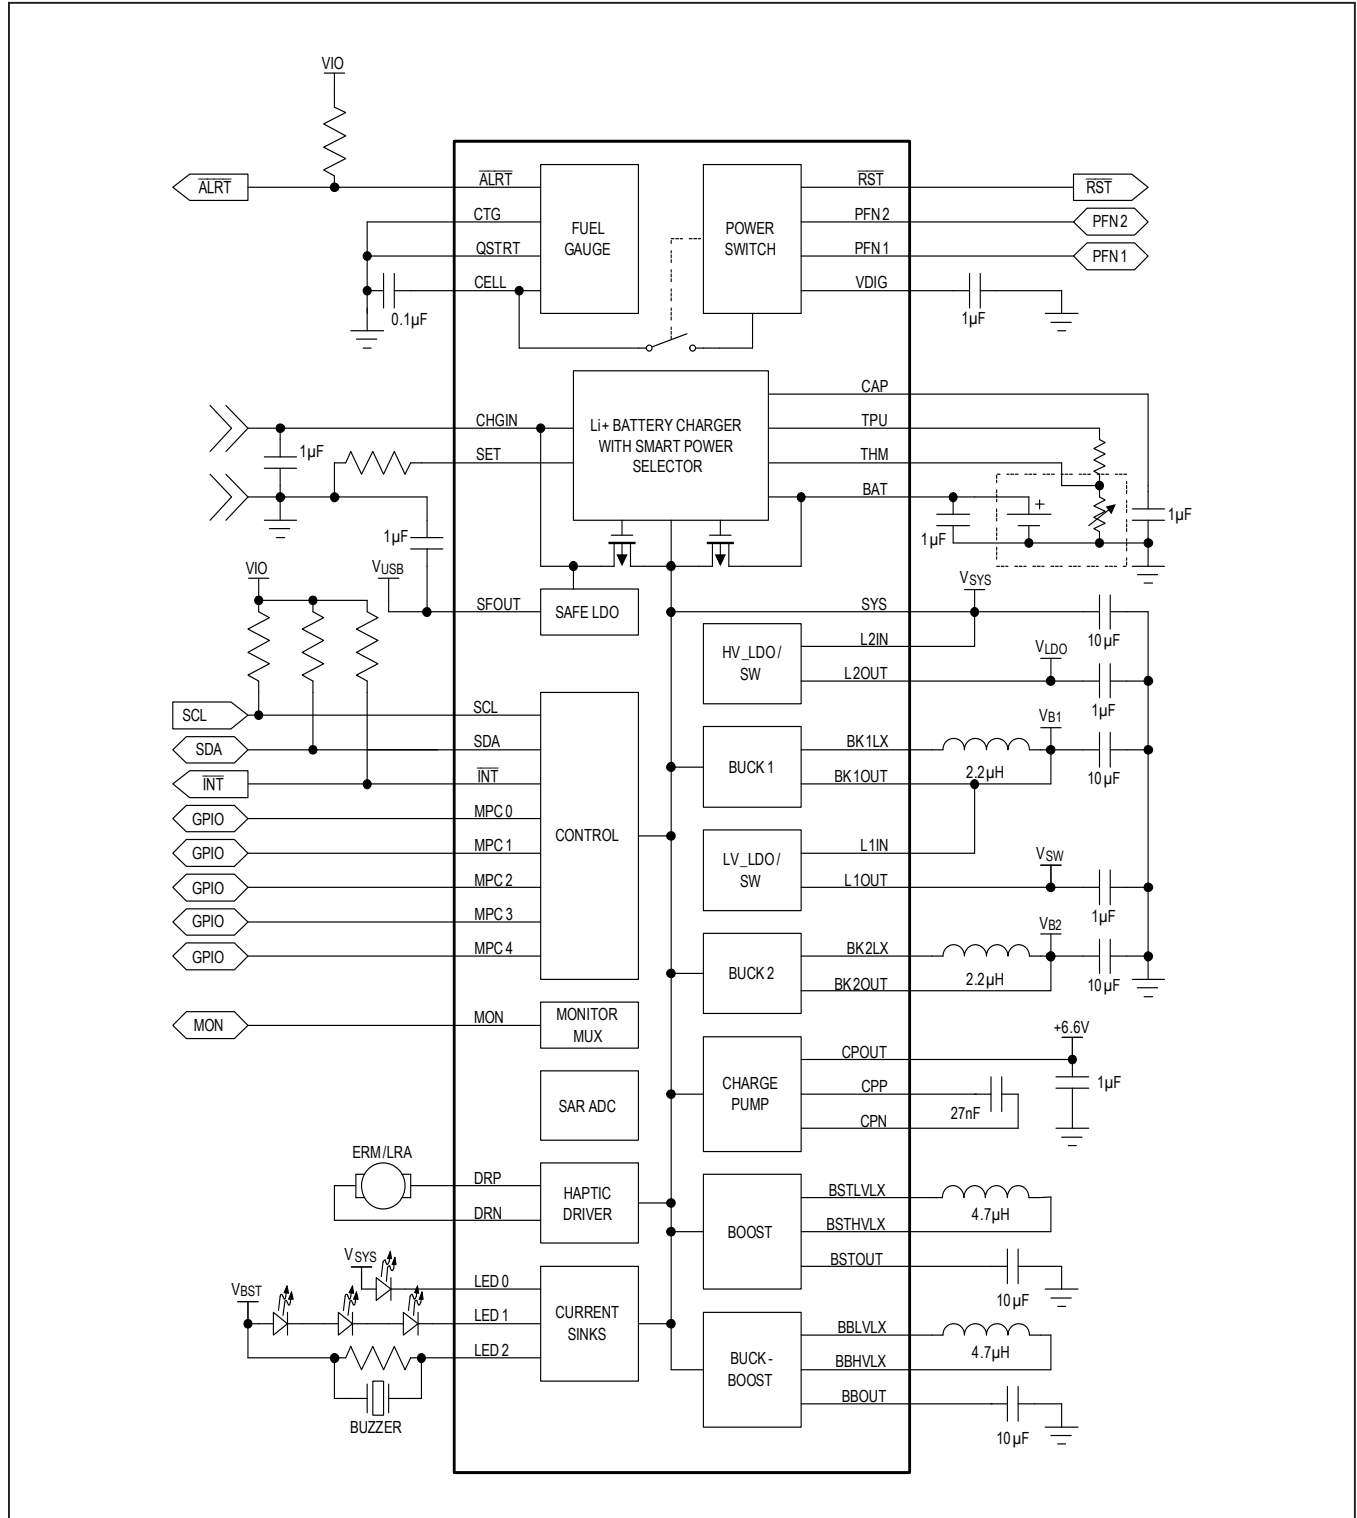 VIO
ALRT
ALRT
CTG
QSTRT
CELL
0.1µF
FUEL
GAUGE
POWER
SWITCH
RST
PFN2
PFN1
VDIG
1µF
RST
PFN2
PFN1
CHGIN
SET
1µF
Li+ BATTERY CHARGER
WITH SMART POWER
SELECTOR
CAP
TPU
THM
BAT
1µF
+
1µF
1µF
VUSB
VIO
SFOUT
SAFE LDO
VSYS
SYS
10µF
HV_LDO/
SW
L2IN
L2OUT
VLDO
1µF
SCL
SDA
INT
GPIO
GPIO
GPIO
GPIO
GPIO
SCL
SDA
INT
MPC0
MPC1
MPC2
MPC3
MPC4
CONTROL
BUCK1
BK1LX
BK1OUT
2.2µH
VB1
10µF
LV_LDO/
SW
L1IN
L1OUT
VSW
1µF
BUCK2
BK2LX
BK2OUT
2.2µH
VB2
10µF
MON
MON
MONITOR
MUX
SAR ADC
CHARGE
PUMP
CPOUT
CPP
CPN
27nF
+6.6V
1µF
ERM/LRA
DRP
DRN
HAPTIC
DRIVER
BOOST
BSTLVLX
BSTHVLX
BSTOUT
4.7µH
10µF
VSYS
VBST
LED0
LED1
LED2
CURRENT
SINKS
BUZZER
BUCK-
BOOST
BBLVLX
BBHVLX
BBOUT
4.7µH
10µF